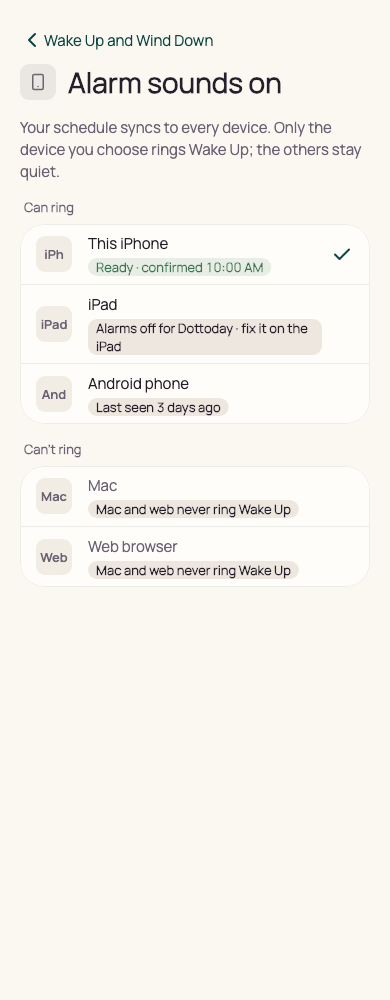 Wake Up and Wind Down
Alarm sounds on
Your schedule syncs to every device. Only the
device you choose rings Wake Up; the others stay
quiet.
Can ring
iPh
This iPhone
Ready · confirmed 10:00 AM
iPad
iPad
Alarms off for Dottoday · fix it on the
iPad
And
Android phone
Last seen 3 days ago
Can't ring
Mac
Mac
Mac and web never ring Wake Up
Web
Web browser
Mac and web never ring Wake Up